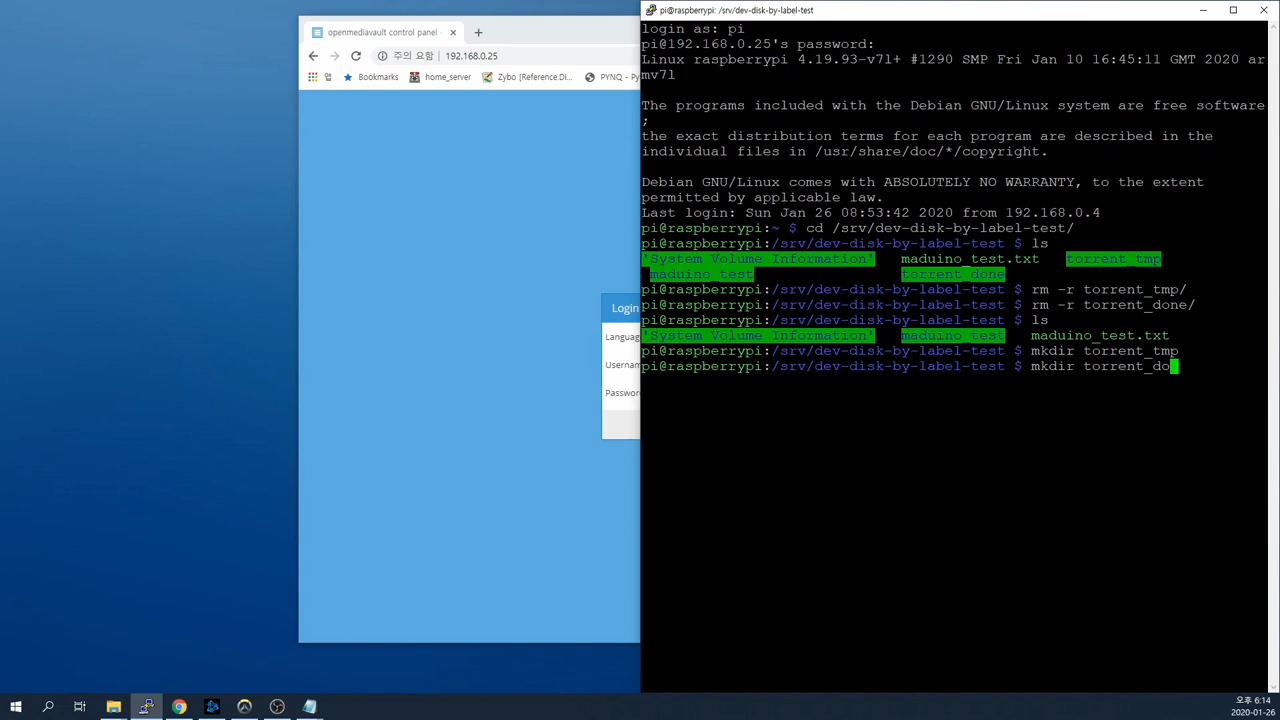 openmediavault control panel -
주의 요함
192.168.0.25
앱
Bookmarks
home_server
Zybo [Reference.Di...
PYNQ - Py
Login
Languag
Usernan
Passwor
pi@raspberrypi: /srv/dev-disk-by-label-test
login as: pi
pi@192.168.0.25's password:
Linux raspberrypi 4.19.93-v7l+ #1290 SMP Fri Jan 10 16:45:11 GMT 2020 ar
mv7l
The programs included with the Debian GNU/Linux system are free software
;
the exact distribution terms for each program are described in the
individual files in /usr/share/doc/*/copyright.
Debian GNU/Linux comes with ABSOLUTELY NO WARRANTY, to the extent
permitted by applicable law.
Last login: Sun Jan 26 08:53:42 2020 from 192.168.0.4
pi@raspberrypi:~ $ cd /srv/dev-disk-by-label-test/
pi@raspberrypi:/srv/dev-disk-by-label-test $ ls
'System Volume Information' maduino_test.txt torrent_tmp
maduino_test torrent_done
pi@raspberrypi:/srv/dev-disk-by-label-test $ rm -r torrent_tmp/
pi@raspberrypi:/srv/dev-disk-by-label-test $ rm -r torrent_done/
pi@raspberrypi:/srv/dev-disk-by-label-test $ ls
'System Volume Information' maduino_test maduino_test.txt
pi@raspberrypi:/srv/dev-disk-by-label-test $ mkdir torrent_tmp
pi@raspberrypi:/srv/dev-disk-by-label-test $ mkdir torrent_do
오후 6:14
2020-01-26